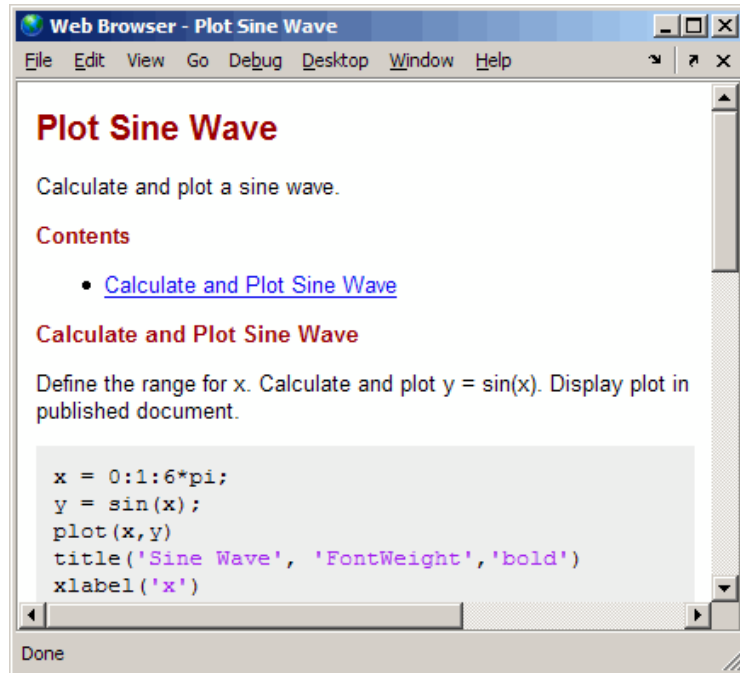 Web Browser - Plot Sine Wave
File Edit View Go Debug Desktop Window Help
Plot Sine Wave
Calculate and plot a sine wave.
Contents
• Calculate and Plot Sine Wave
Calculate and Plot Sine Wave
Define the range for x. Calculate and plot y = sin(x). Display plot in
published document.
x = 0:1:6*pi;
y = sin(x);
plot(x,y)
title('Sine Wave', 'FontWeight','bold')
xlabel('x')
Done